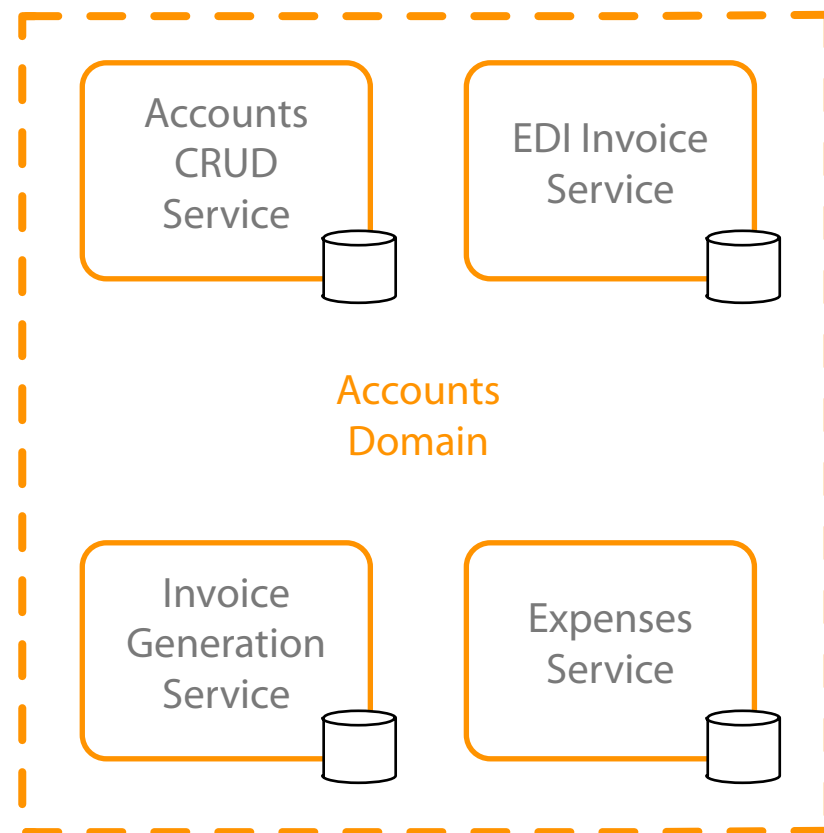 Accounts
CRUD
Service
EDI Invoice
Service
Accounts
Domain
Invoice
Generation
Service
Expenses
Service